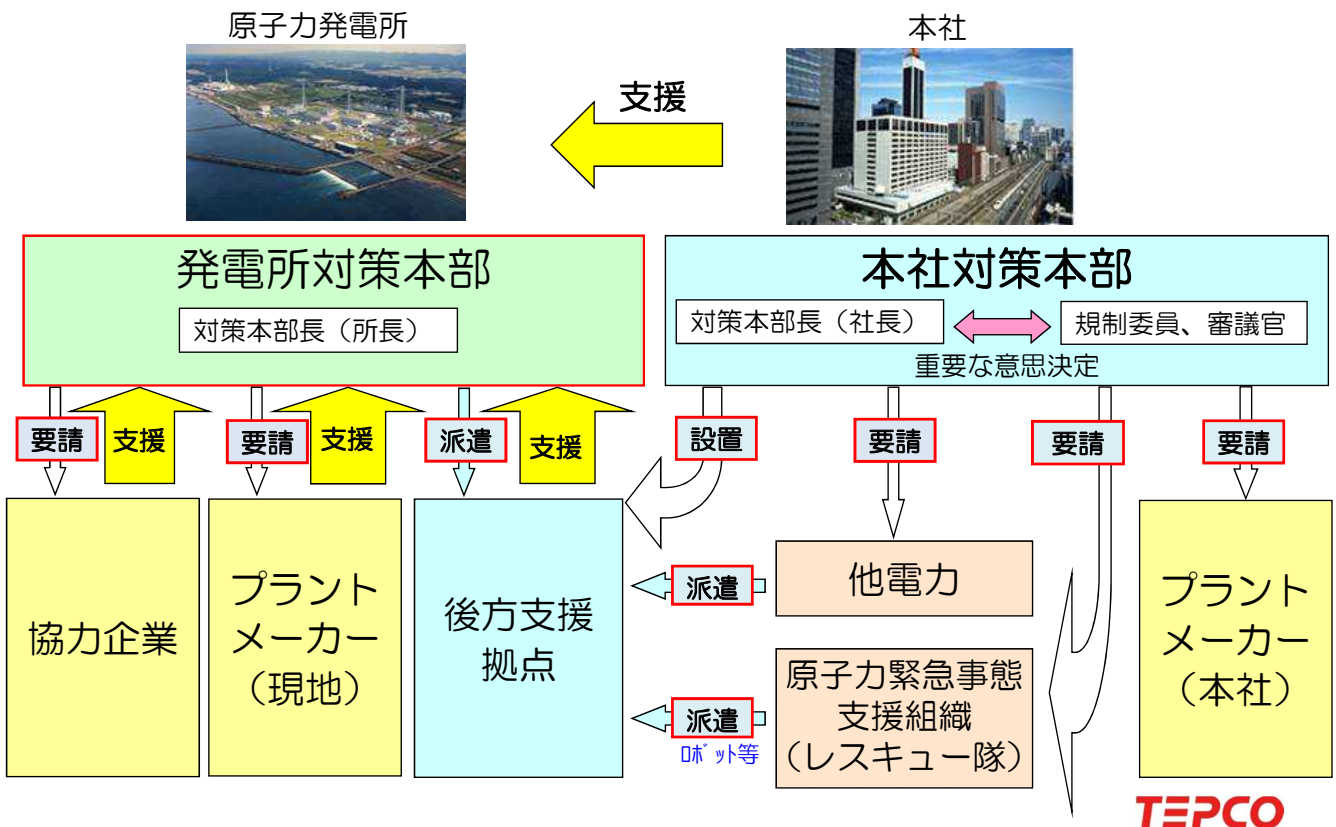 原子力発電所
本社
支援
発電所対策本部
対策本部長（所長）
本社対策本部
対策本部長（社長）
規制委員、審議官
重要な意思決定
要請
支援
要請
支援
派遣
支援
設置
要請
要請
要請
協力企業
プラント
メーカー
（現地）
後方支援
拠点
派遣
他電力
派遣
ﾛﾎﾞｯﾄ等
原子力緊急事態
支援組織
（レスキュー隊）
プラント
メーカー
（本社）
TEPCO